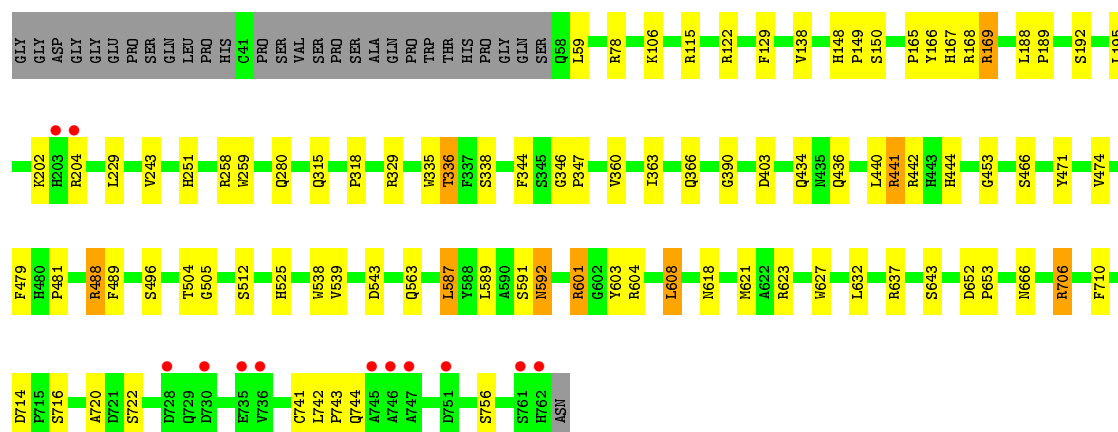 GLY GLY ASP GLY GLY GLU PRO SER GLN LEU PRO HIS C41 PRO SER VAL SER PRO SER ALA GLN PRO TRP THR HIS PRO GLY GLN SER Q58 L59 R78 K106 R115 R122 F129 V138 H148 P149 S150 P165 Y166 H167 R168 R169 L188 P189 S192 L195
K202 H203 R204 L229 V243 H251 R258 W259 Q280 Q315 P318 R329 W335 T336 F337 S338 F344 S345 G346 P347 V360 I363 Q366 G390 D403 Q434 N435 Q436 L440 R441 R442 H443 H444 G453 S466 Y471 V474
F479 H480 P481 R488 F489 S496 T504 G505 S512 H525 W538 V539 D543 Q563 L587 Y588 L589 A590 S591 N592 R601 G602 Y603 R604 L608 N618 M621 A622 R623 W627 L632 R637 S643 D652 P653 N666 R706 F710
D714 P715 S716 A720 D721 S722 D728 Q729 D730 E735 V736 C741 L742 P743 Q744 A745 A746 A747 D751 S756 S761 H762 ASN